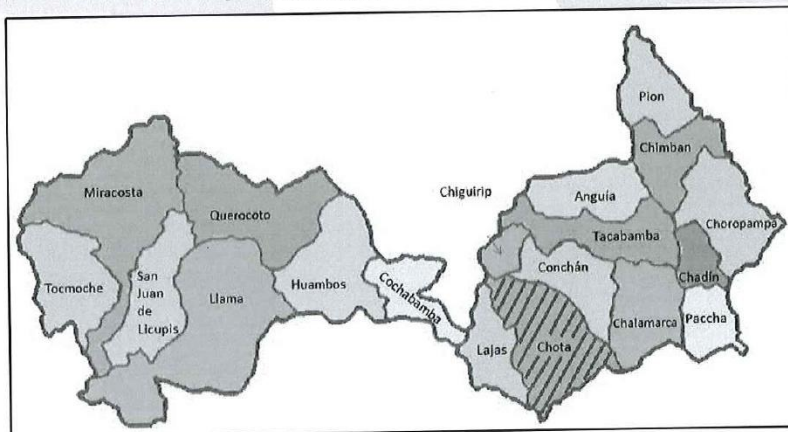 Pion
Chimban
Miracosta
Chiguirip
Anguía
Querocoto
Choropampa
Tacabamba
Tocmoche
San
Juan
de
Licupis
Llama
Huambos
Cochabamba
Conchán
Chadín
Chalamarca
Paccha
Lajas
Chota